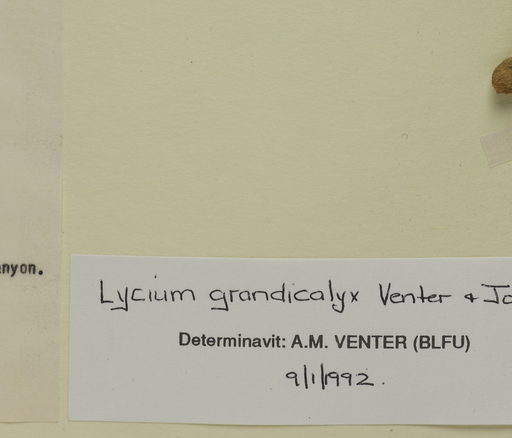 anyon.
Lycium grandicalyx Venter + Jo
Determinavit: A.M. VENTER (BLFU)
9/1/1992.